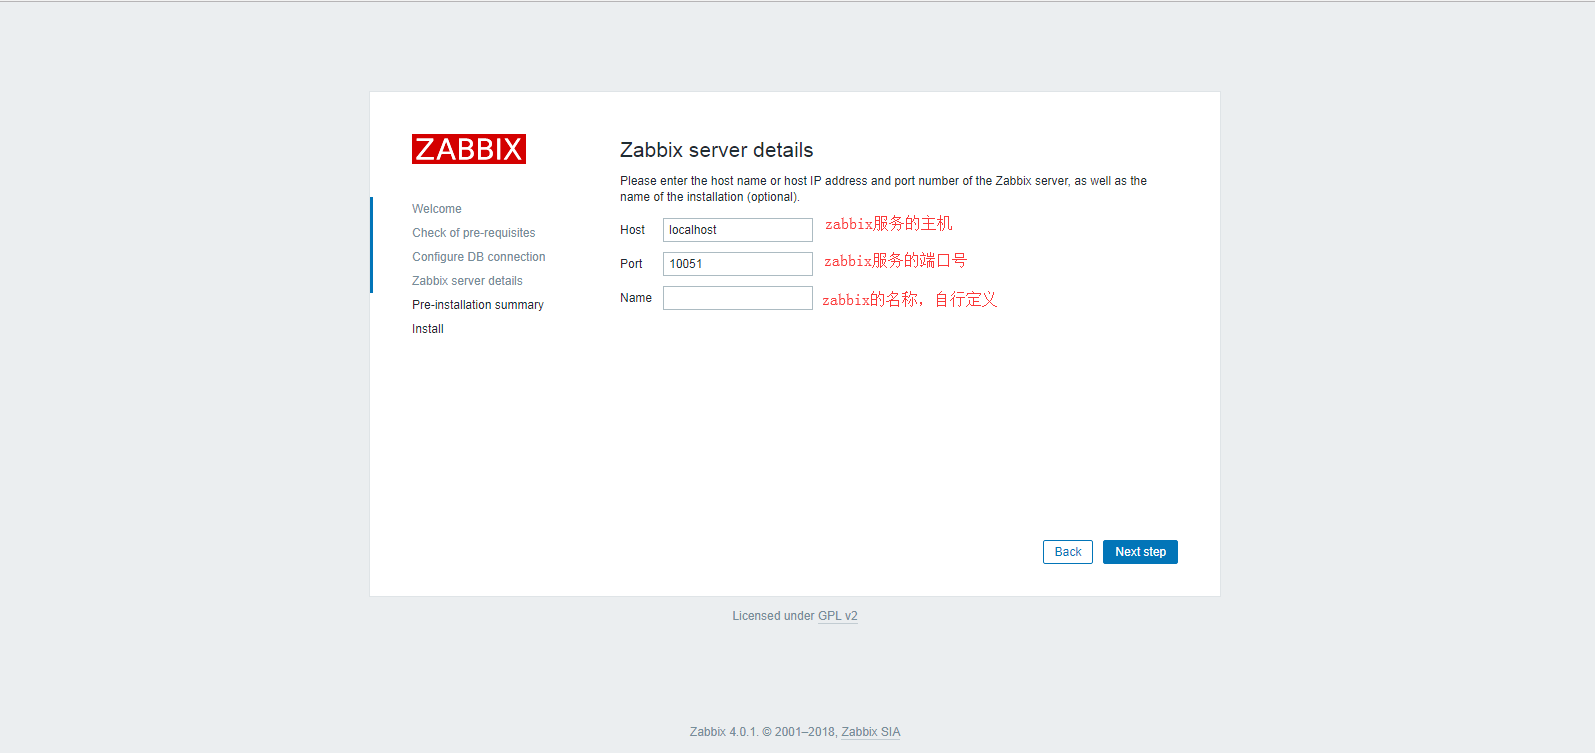 ZABBIX
Welcome
Check of pre-requisites
Configure DB connection
Zabbix server details
Pre-installation summary
Install
Zabbix server details
Please enter the host name or host IP address and port number of the Zabbix server, as well as the
name of the installation (optional).
Host localhost zabbix服务的主机
Port 10051 zabbix服务的端口号
Name zabbix的名称，自行定义
Back Next step
Licensed under GPL v2
Zabbix 4.0.1. © 2001–2018, Zabbix SIA